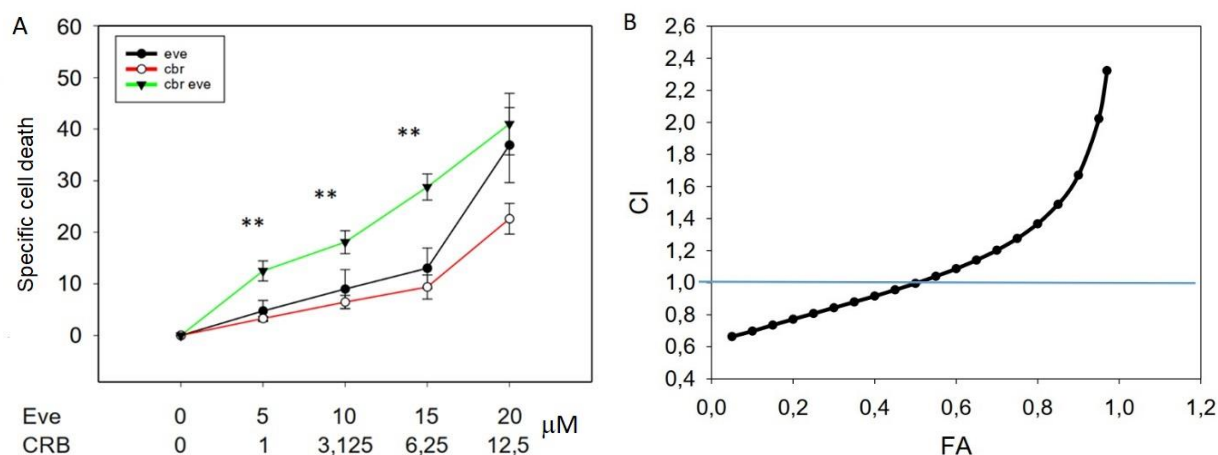 A
60
50
40
30
20
10
0
Specific cell death
eve
cbr
cbr eve
**
**
**
Eve 0 5 10 15 20 μM
CRB 0 1 3,125 6,25 12,5
B
2,6
2,4
2,2
2,0
1,8
1,6
1,4
1,2
1,0
0,8
0,6
0,4
CI
0,0 0,2 0,4 0,6 0,8 1,0 1,2
FA